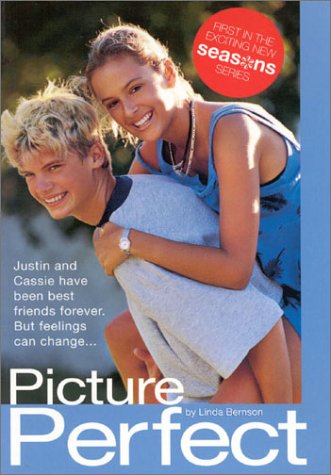 FIRST IN THE
EXCITING NEW
seasons
SERIES
Justin and
Cassie have
been best
friends forever.
But feelings
can change...
Picture
by Linda Bernson
Perfect